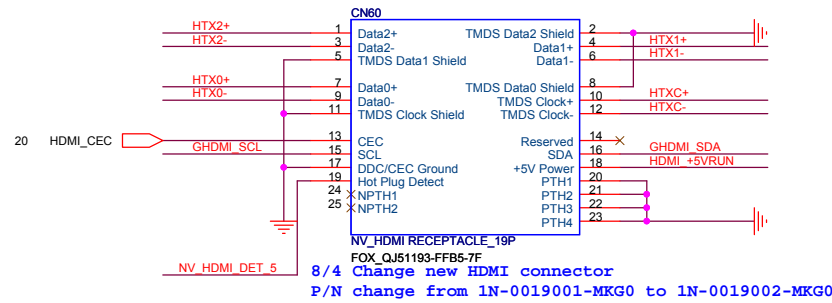 CN60
HTX2+ 1 Data2+ TMDS Data2 Shield 2
HTX2- 3 Data2- Data1+ 4 HTX1+
5 TMDS Data1 Shield Data1- 6 HTX1-
HTX0+ 7 Data0+ TMDS Data0 Shield 8
HTX0- 9 Data0- TMDS Clock+ 10 HTXC+
11 TMDS Clock Shield TMDS Clock- 12 HTXC-
20 HDMI_CEC 13 CEC Reserved 14
GHDMI_SCL 15 SCL SDA 16 GHDMI_SDA
17 DDC/CEC Ground +5V Power 18 HDMI_+5VRUN
19 Hot Plug Detect PTH1 20
24 NPTH1 PTH2 21
25 NPTH2 PTH3 22
PTH4 23
NV_HDMI RECEPTACLE_19P
FOX_QJ51193-FFB5-7F
NV_HDMI_DET_5
8/4 Change new HDMI connector
P/N change from 1N-0019001-MKG0 to 1N-0019002-MKG0